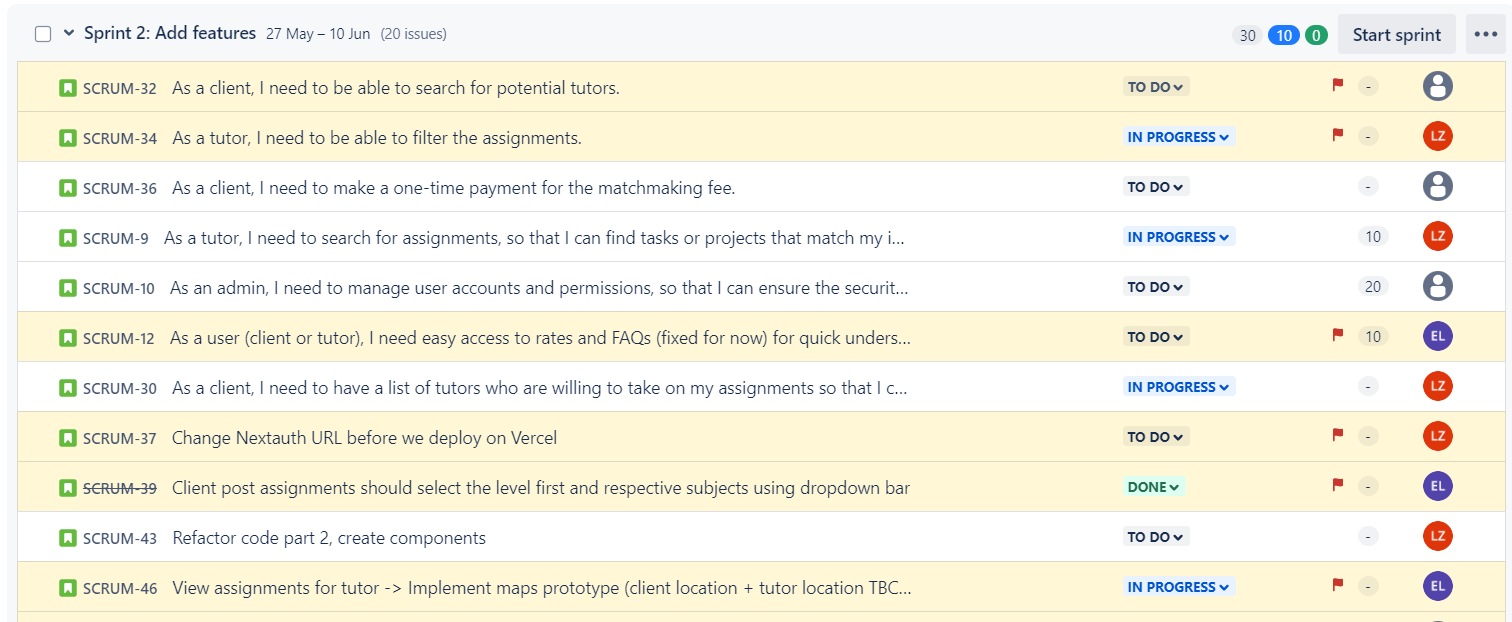 Sprint 2: Add features 27 May – 10 Jun (20 issues) 30 10 0 Start sprint
SCRUM-32 As a client, I need to be able to search for potential tutors. TO DO -
SCRUM-34 As a tutor, I need to be able to filter the assignments. IN PROGRESS - LZ
SCRUM-36 As a client, I need to make a one-time payment for the matchmaking fee. TO DO -
SCRUM-9 As a tutor, I need to search for assignments, so that I can find tasks or projects that match my i... IN PROGRESS 10 LZ
SCRUM-10 As an admin, I need to manage user accounts and permissions, so that I can ensure the securit... TO DO 20
SCRUM-12 As a user (client or tutor), I need easy access to rates and FAQs (fixed for now) for quick unders... TO DO 10 EL
SCRUM-30 As a client, I need to have a list of tutors who are willing to take on my assignments so that I c... IN PROGRESS - LZ
SCRUM-37 Change Nextauth URL before we deploy on Vercel TO DO - LZ
SCRUM-39 Client post assignments should select the level first and respective subjects using dropdown bar DONE - EL
SCRUM-43 Refactor code part 2, create components TO DO - LZ
SCRUM-46 View assignments for tutor -> Implement maps prototype (client location + tutor location TBC... IN PROGRESS - EL